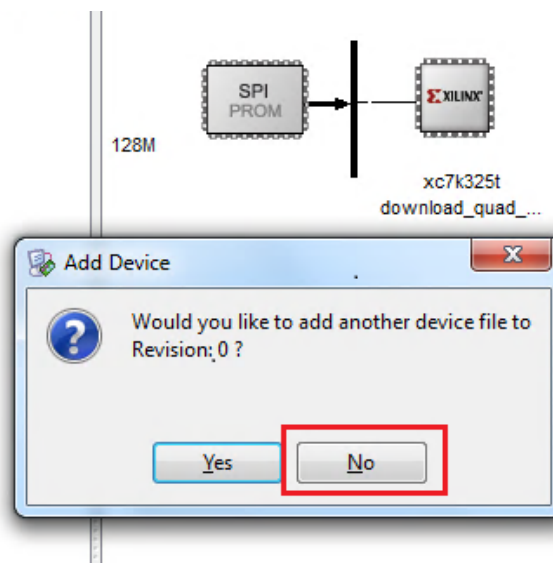 SPI
PROM
XILINX
128M
xc7k325t
download_quad_...
Add Device
Would you like to add another device file to
Revision: 0 ?
Yes
No